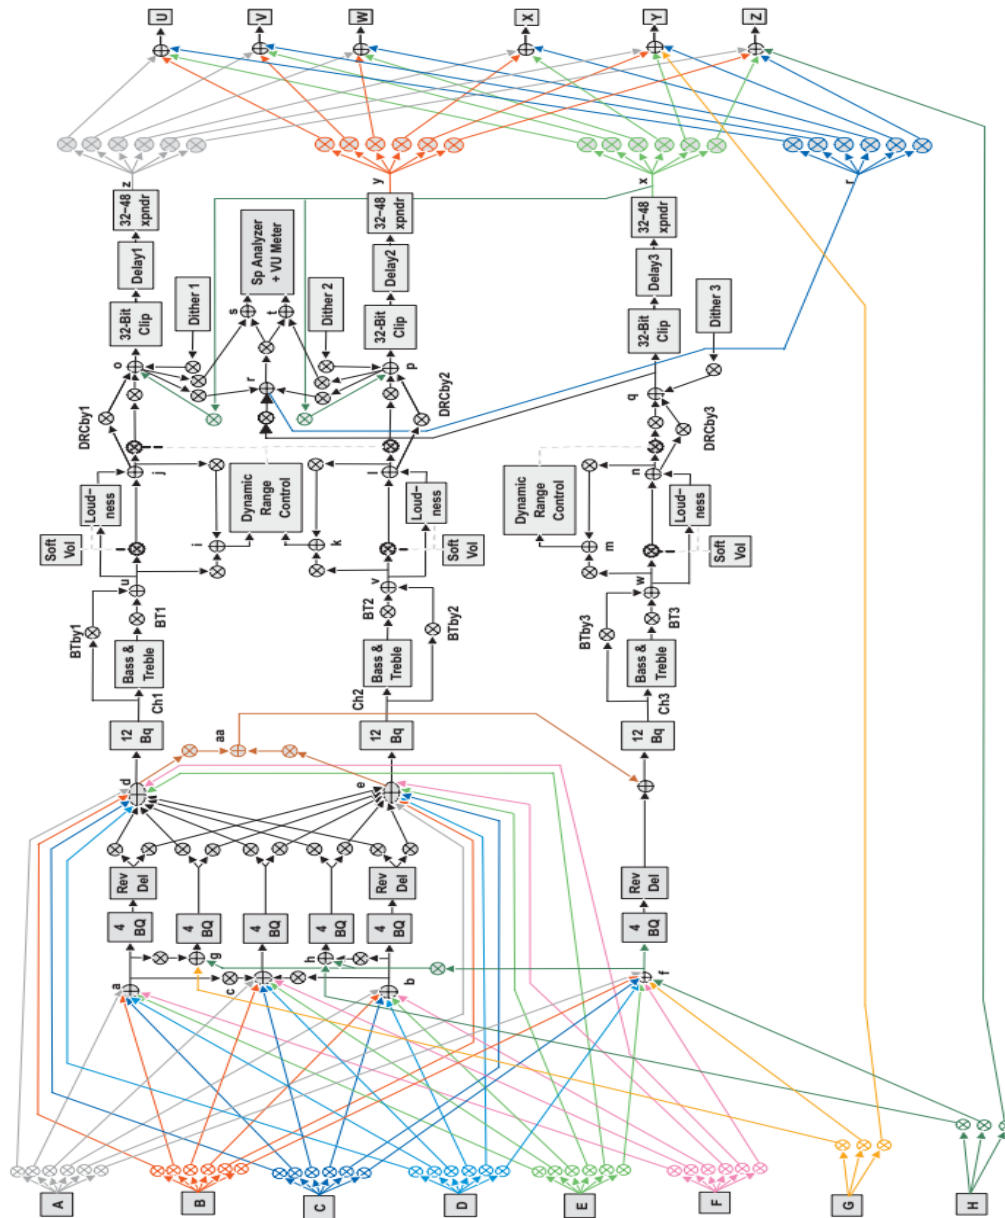 A
B
C
D
E
F
G
H
a
c
b
g
h
f
4
BQ
4
BQ
4
BQ
4
BQ
4
BQ
4
BQ
Rev
Del
Rev
Del
Rev
Del
d
e
aa
12
Bq
12
Bq
12
Bq
Ch1
Ch2
Ch3
Bass &
Treble
Bass &
Treble
Bass &
Treble
BTby1
BT1
BT2
BTby2
BTby3
BT3
u
v
w
Soft
Vol
Soft
Vol
Soft
Vol
Loud–
ness
Loud–
ness
Loud–
ness
i
k
m
Dynamic
Range
Control
Dynamic
Range
Control
j
l
n
DRCby1
DRCby2
DRCby3
o
r
p
q
s
t
32-Bit
Clip
32-Bit
Clip
32-Bit
Clip
Dither 1
Dither 2
Dither 3
Delay1
Delay2
Delay3
Sp Analyzer
+ VU Meter
32–48
xpndr
32–48
xpndr
32–48
xpndr
z
y
x
r
U
V
W
X
Y
Z